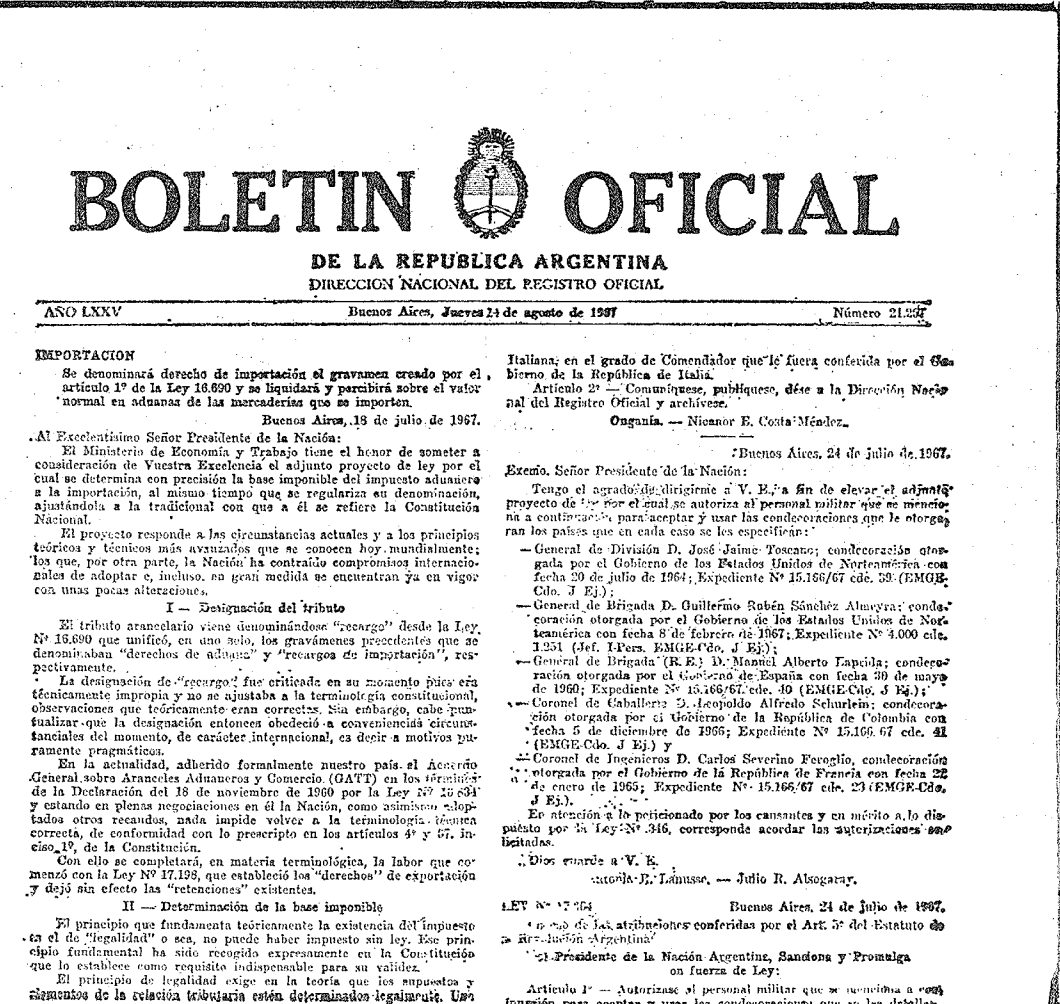 BOLETIN OFICIAL
DE LA REPUBLICA ARGENTINA
DIRECCION NACIONAL DEL REGISTRO OFICIAL
AÑO LXXV Buenos Aires, Jueves 24 de agosto de 1967 Número
IMPORTACION
Se denominará derecho de importación el gravamen creado por el
artículo 1º de la Ley 16.690 y se liquidará y percibirá sobre el valor
normal en aduanas de las mercaderías que se importen.
Buenos Aires, 18 de julio de 1967.
Al Excelentísimo Señor Presidente de la Nación:
El Ministerio de Economía y Trabajo tiene el honor de someter a
consideración de Vuestra Excelencia el adjunto proyecto de ley por el
cual se determina con precisión la base imponible del impuesto aduanero
a la importación, al mismo tiempo que se regulariza su denominación,
ajustándola a la tradicional con que a él se refiere la Constitución
Nacional.
El proyecto responde a las circunstancias actuales y a los principios
teóricos y técnicos más avanzados que se conocen hoy mundialmente;
los que, por otra parte, la Nación ha contraído compromisos internacio-
nales de adoptar e, incluso, en gran medida se encuentran ya en vigor
con unas pocas alteraciones.
I — Designación del tributo
El tributo arancelario viene denominándose "recargo" desde la Ley
Nº 16.690 que unificó, en uno solo, los gravámenes precedentes que se
denominaban "derechos de aduana" y "recargos de importación", res-
pectivamente.
La designación de "recargo" fue criticada en su momento pues era
técnicamente impropia y no se ajustaba a la terminología constitucional,
observaciones que teóricamente eran correctas. Sin embargo, cabe pun-
tualizar que la designación entonces obedeció a conveniencias circuns-
tanciales del momento, de carácter internacional, es decir a motivos pu-
ramente pragmáticos.
En la actualidad, adherido formalmente nuestro país al Acuerdo
General sobre Aranceles Aduaneros y Comercio (GATT) en los términos
de la Declaración del 18 de noviembre de 1960 por la Ley Nº
y estando en plenas negociaciones en él la Nación, como asimismo adop-
tados otros recaudos, nada impide volver a la terminología técnica
correcta, de conformidad con lo prescripto en los artículos 4º y 67, in-
ciso 1º, de la Constitución.
Con ello se completará, en materia terminológica, la labor que co-
menzó con la Ley Nº 17.198, que estableció los "derechos" de exportación
y dejó sin efecto las "retenciones" existentes.
II — Determinación de la base imponible
El principio que fundamenta teóricamente la existencia del impuesto
es el de "legalidad" o sea, no puede haber impuesto sin ley. Ese prin-
cipio fundamental ha sido recogido expresamente en la Constitución
que lo establece como requisito indispensable para su validez.
El principio de legalidad exige en la teoría que los supuestos y
elementos de la relación tributaria estén determinados legalmente. Uno
Italiana, en el grado de Comendador que le fuera conferida por el Go-
bierno de la República de Italia.
Artículo 2º — Comuníquese, publíquese, dése a la Dirección Nacio-
nal del Registro Oficial y archívese.
Onganía. — Nicanor E. Costa Méndez.
Buenos Aires, 24 de julio de 1967.
Excmo. Señor Presidente de la Nación:
Tengo el agrado de dirigirme a V. E. a fin de elevar el adjunto
proyecto de ley por el cual se autoriza al personal militar que se mencio-
na a continuación para aceptar y usar las condecoraciones que le otorga-
ran los países que en cada caso se les especifican:
— General de División D. José Jaime Toscano; condecoración otor-
gada por el Gobierno de los Estados Unidos de Norteamérica con
fecha 20 de julio de 1964; Expediente Nº 15.166/67 cde. 39 (EMGE-
Cdo. J Ej.);
— General de Brigada D. Guillermo Rubén Sánchez Almeyra; conde-
coración otorgada por el Gobierno de los Estados Unidos de Nor-
teamérica con fecha 8 de febrero de 1967; Expediente Nº 4.000 cde.
1.251 (Jef. I-Pers. EMGE-Cdo. J Ej.);
— General de Brigada (R. E.) D. Manuel Alberto Laprida; condeco-
ración otorgada por el Gobierno de España con fecha 30 de mayo
de 1960; Expediente Nº 15.166/67 cde. 40 (EMGE-Cdo. J Ej.);
— Coronel de Caballería D. Leopoldo Alfredo Schurlein; condecora-
ción otorgada por el Gobierno de la República de Colombia con
fecha 5 de diciembre de 1966; Expediente Nº 15.166 67 cde. 41
(EMGE-Cdo. J Ej.) y
— Coronel de Ingenieros D. Carlos Severino Feroglio, condecoración
otorgada por el Gobierno de la República de Francia con fecha 22
de enero de 1965; Expediente Nº 15.166/67 cde. 23 (EMGE-Cdo.
J Ej.).
En atención a lo peticionado por los causantes y en mérito a lo dis-
puesto por la Ley Nº 346, corresponde acordar las autorizaciones so-
licitadas.
Dios guarde a V. E.
R. Lanusse. — Julio R. Alsogaray.
LEY Nº Buenos Aires, 24 de julio de 1967.
En uso de las atribuciones conferidas por el Art. 5º del Estatuto de
la Revolución Argentina
El Presidente de la Nación Argentina, Sanciona y Promulga
con fuerza de Ley:
Artículo 1º — Autorízase al personal militar que se menciona a con-
tinuación para aceptar y usar las condecoraciones que se les detallan